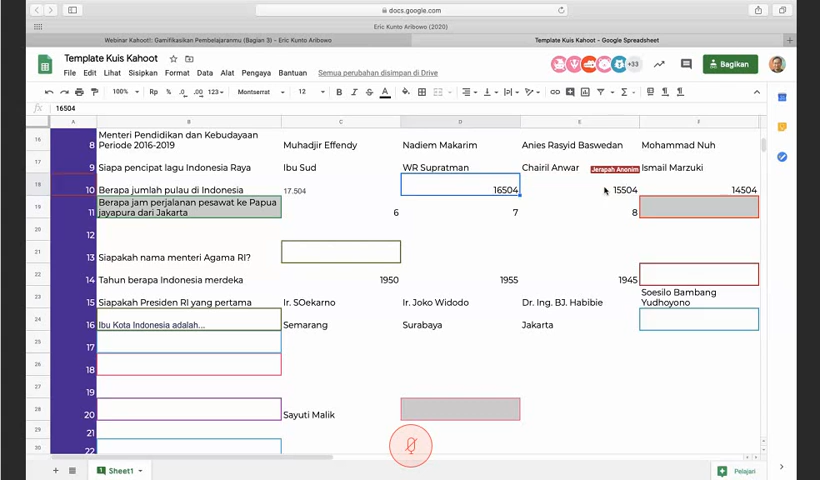 docs.google.com
Eric Kunto Aribowo (2020)
Webinar Kahoot!: Gamifikasikan Pembelajaranmu (Bagian 3) - Eric Kunto Aribowo
Template Kuis Kahoot - Google Spreadsheet
Template Kuis Kahoot
File Edit Lihat Sisipkan Format Data Alat Pengaya Bantuan Semua perubahan disimpan di Drive
+33
Bagikan
100% Rp % .0 .00 123 Montserrat 12 B I S A
fx 16504
A B C D E F
16 8 Menteri Pendidikan dan Kebudayaan
Periode 2016-2019 Muhadjir Effendy Nadiem Makarim Anies Rasyid Baswedan Mohammad Nuh
17 9 Siapa pencipat lagu Indonesia Raya Ibu Sud WR Supratman Chairil Anwar Ismail Marzuki
Jerapah Anonim
18 10 Berapa jumlah pulau di Indonesia 17.504 16504 15504 14504
19 11 Berapa jam perjalanan pesawat ke Papua
jayapura dari Jakarta 6 7 8
20 12
21 13 Siapakah nama menteri Agama RI?
22 14 Tahun berapa Indonesia merdeka 1950 1955 1945
23 15 Siapakah Presiden RI yang pertama Ir. SOekarno Ir. Joko Widodo Dr. Ing. BJ. Habibie Soesilo Bambang
Yudhoyono
24 16 Ibu Kota Indonesia adalah... Semarang Surabaya Jakarta
25 17
26 18
27 19
28 20 Sayuti Malik
29 21
30 22
Sheet1
Pelajari